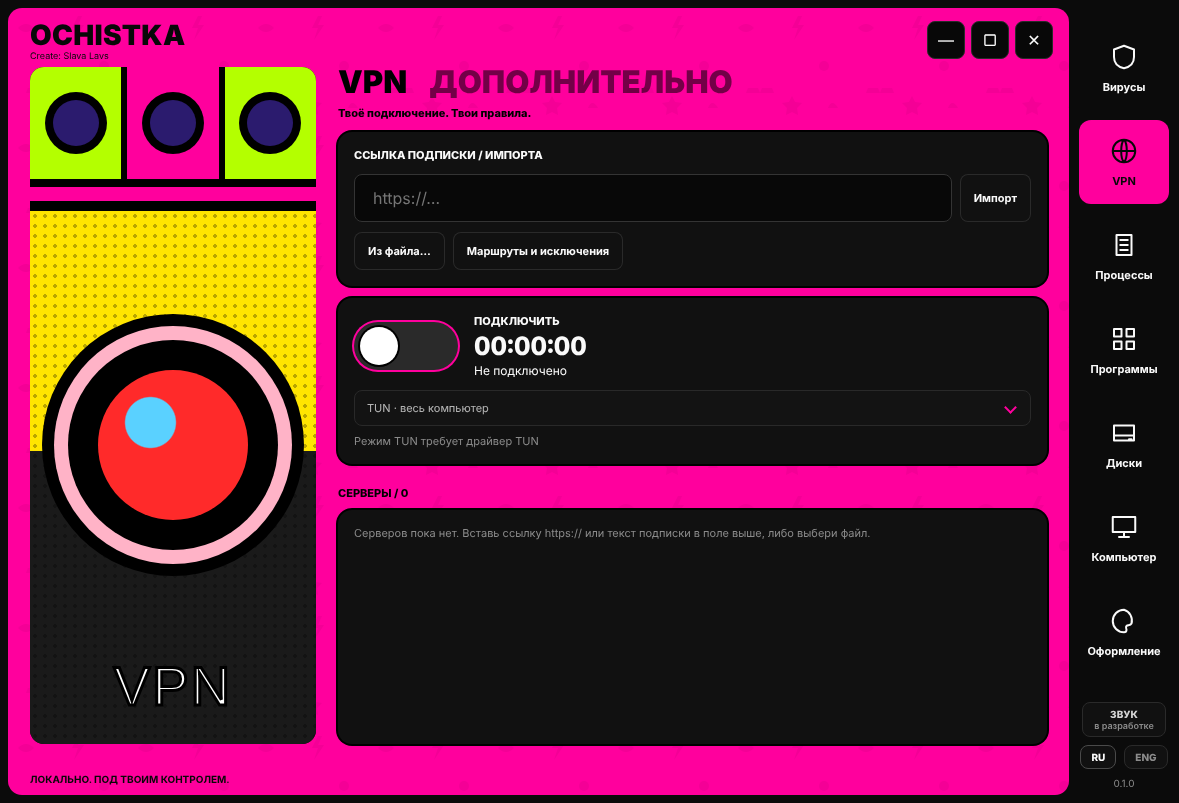 OCHISTKA
Create: Slava Lavs
VPN ДОПОЛНИТЕЛЬНО
Твоё подключение. Твои правила.
ССЫЛКА ПОДПИСКИ / ИМПОРТА
https://...
Импорт
Из файла...
Маршруты и исключения
ПОДКЛЮЧИТЬ
00:00:00
Не подключено
TUN · весь компьютер
Режим TUN требует драйвер TUN
СЕРВЕРЫ / 0
Серверов пока нет. Вставь ссылку https:// или текст подписки в поле выше, либо выбери файл.
VPN
ЛОКАЛЬНО. ПОД ТВОИМ КОНТРОЛЕМ.
Вирусы
VPN
Процессы
Программы
Диски
Компьютер
Оформление
ЗВУК
в разработке
RU ENG
0.1.0